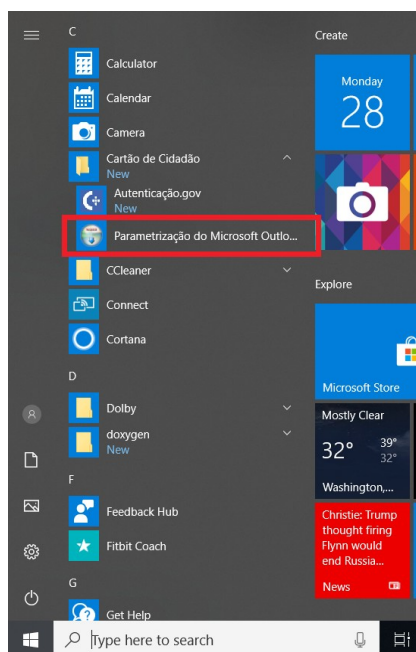 C
Calculator
Calendar
Camera
Cartão de Cidadão
New
Autenticação.gov
New
Parametrização do Microsoft Outlo...
CCleaner
Connect
Cortana
D
Dolby
doxygen
New
F
Feedback Hub
Fitbit Coach
G
Get Help
Type here to search
Create
Monday
28
Explore
Microsoft Store
Mostly Clear
32° 39°
32°
Washington,...
Christie: Trump
thought firing
Flynn would
end Russia...
News